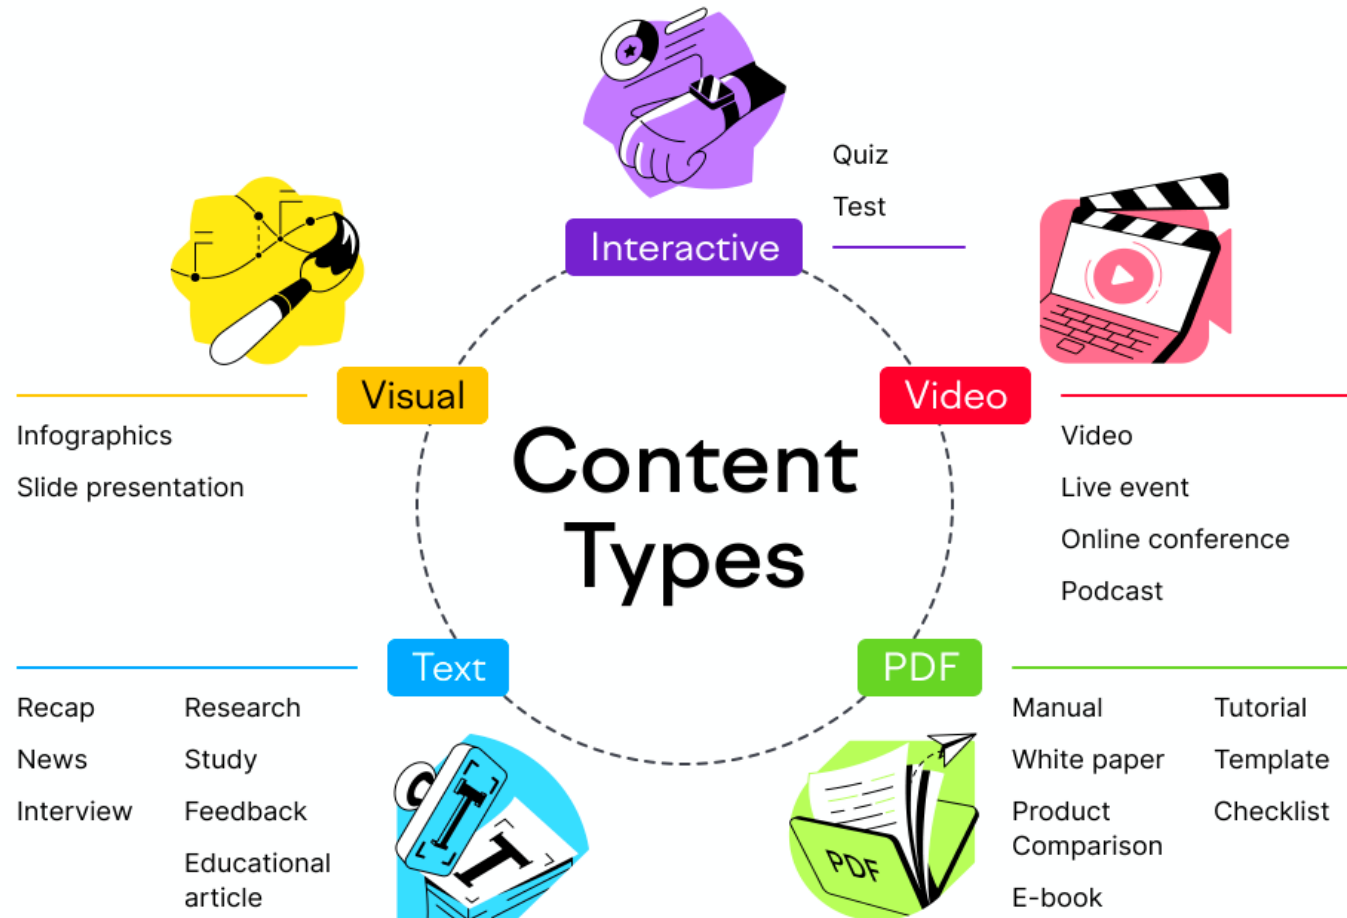 Quiz
Test
Interactive
Visual
Infographics
Slide presentation
Video
Video
Live event
Online conference
Podcast
Content
Types
Text
Recap
News
Interview
Research
Study
Feedback
Educational
article
PDF
Manual
White paper
Product
Comparison
E-book
Tutorial
Template
Checklist
PDF